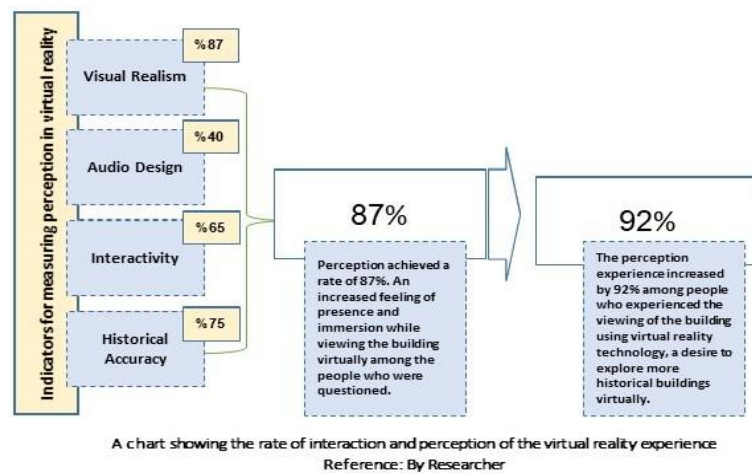 Indicators for measuring perception in virtual reality
%87
Visual Realism
%40
Audio Design
%65
Interactivity
%75
Historical
Accuracy
87%
Perception achieved a
rate of 87%. An
increased feeling of
presence and
immersion while
viewing the building
virtually among the
people who were
questioned.
92%
The perception
experience increased
by 92% among people
who experienced the
viewing of the building
using virtual reality
technology, a desire to
explore more
historical buildings
virtually.
A chart showing the rate of interaction and perception of the virtual reality experience
Reference: By Researcher